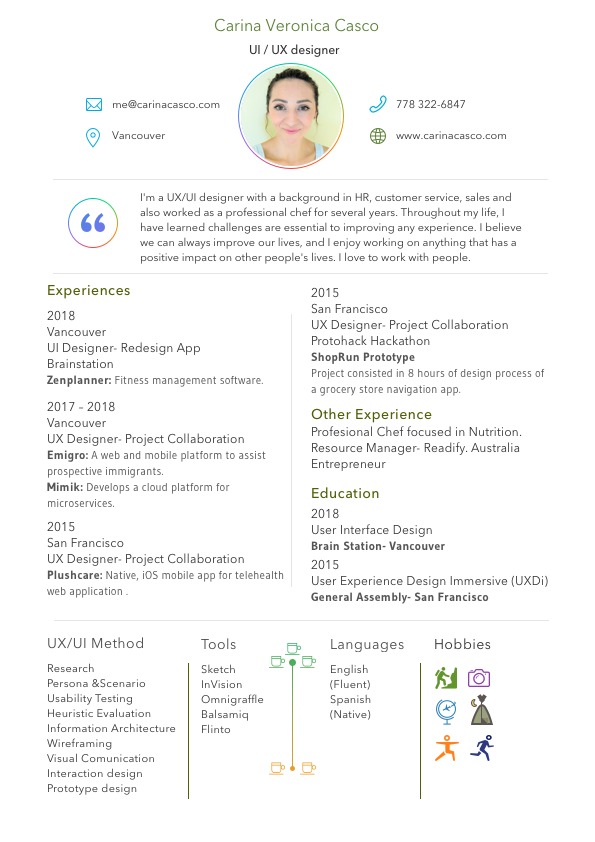 Carina Veronica Casco
UI / UX designer
me@carinacasco.com
778 322-6847
Vancouver
www.carinacasco.com
“
I'm a UX/UI designer with a background in HR, customer service, sales and
also worked as a professional chef for several years. Throughout my life, I
have learned challenges are essential to improving any experience. I believe
we can always improve our lives, and I enjoy working on anything that has a
positive impact on other people's lives. I love to work with people.
Experiences
2018
Vancouver
UI Designer- Redesign App
Brainstation
Zenplanner: Fitness management software.
2017 – 2018
Vancouver
UX Designer- Project Collaboration
Emigro: A web and mobile platform to assist
prospective immigrants.
Mimik: Develops a cloud platform for
microservices.
2015
San Francisco
UX Designer- Project Collaboration
Plushcare: Native, iOS mobile app for telehealth
web application .
2015
San Francisco
UX Designer- Project Collaboration
Protohack Hackathon
ShopRun Prototype
Project consisted in 8 hours of design process of
a grocery store navigation app.
Other Experience
Profesional Chef focused in Nutrition.
Resource Manager- Readify. Australia
Entrepreneur
Education
2018
User Interface Design
Brain Station- Vancouver
2015
User Experience Design Immersive (UXDi)
General Assembly- San Francisco
UX/UI Method
Research
Persona &Scenario
Usability Testing
Heuristic Evaluation
Information Architecture
Wireframing
Visual Comunication
Interaction design
Prototype design
Tools
Sketch
InVision
Omnigraffle
Balsamiq
Flinto
Languages
English
(Fluent)
Spanish
(Native)
Hobbies